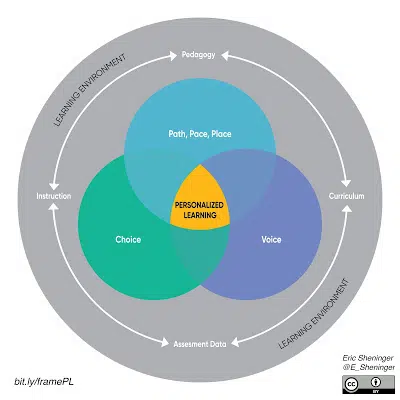 LEARNING ENVIRONMENT
Pedagogy
Path, Pace, Place
Instruction
PERSONALIZED
LEARNING
Curriculum
Choice
Voice
LEARNING ENVIRONMENT
Assesment Data
Eric Sheninger
@E_Sheninger
bit.ly/framePL
cc
BY